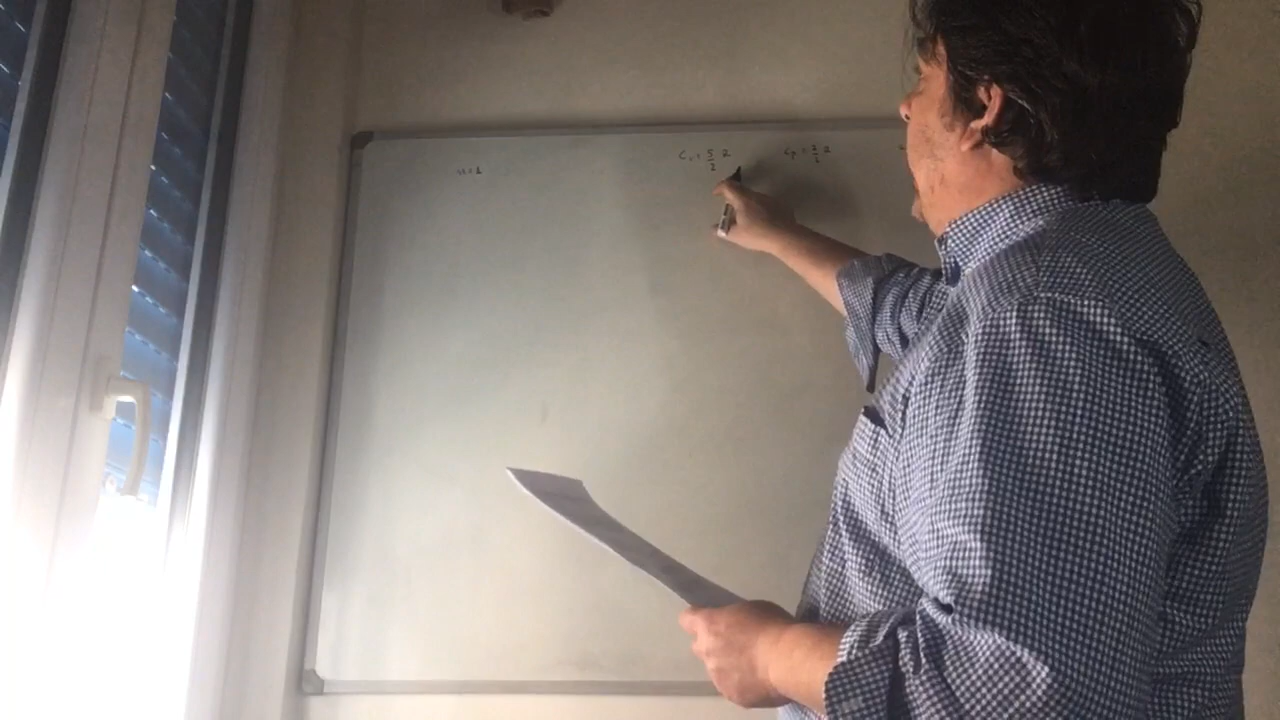 n = 1
Cv = 5/2 R
Cp = 7/2 R